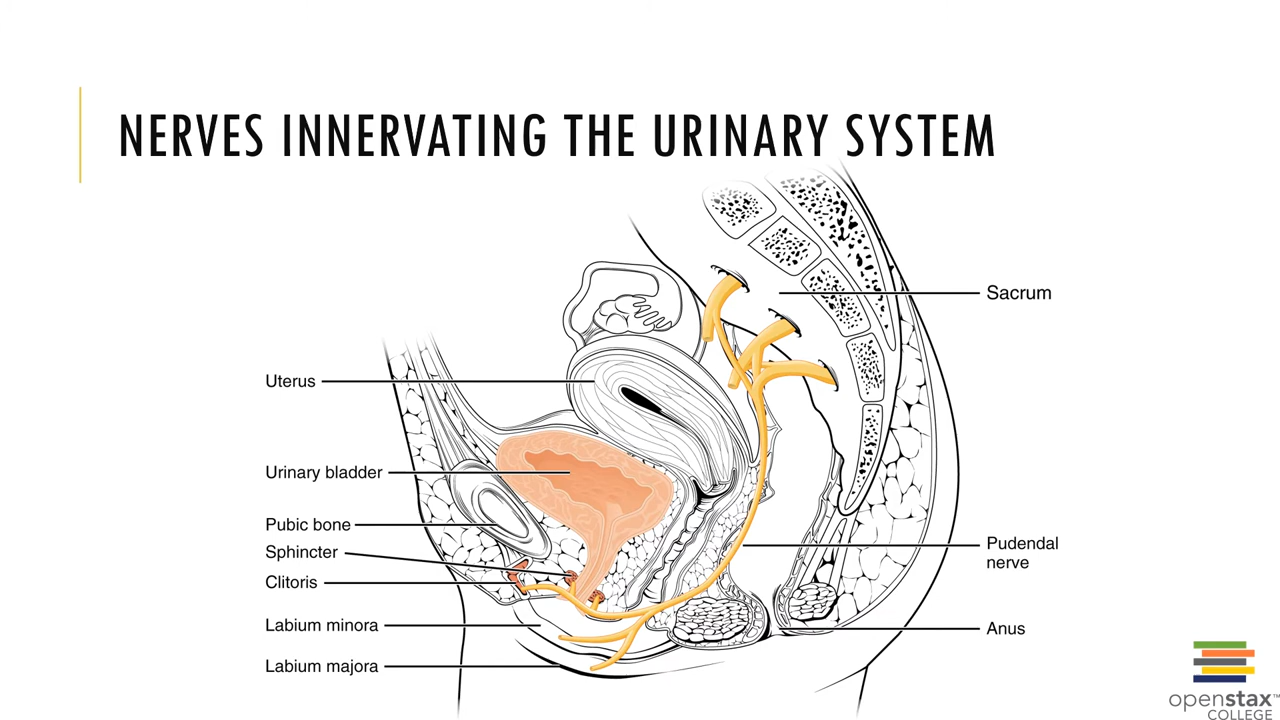 NERVES INNERVATING THE URINARY SYSTEM
Sacrum
Uterus
Urinary bladder
Pubic bone
Sphincter
Clitoris
Labium minora
Labium majora
Pudendal
nerve
Anus
openstax™
COLLEGE